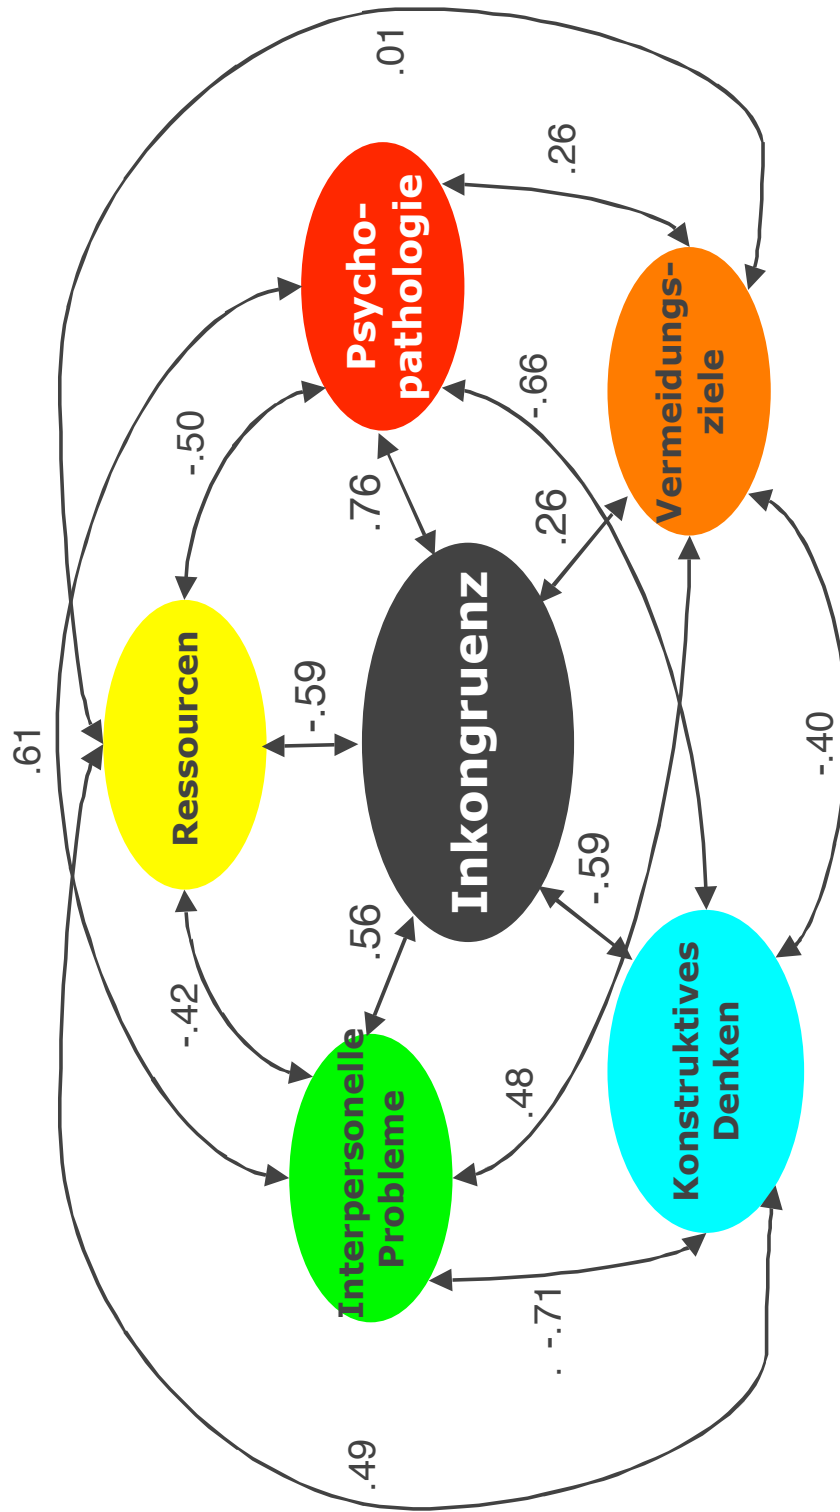 .61
Ressourcen
-.42
-.50
.49
.01
-.59
Interpersonelle
Probleme
.56
.76
Psycho-
pathologie
Inkongruenz
. -.71
.48
-.59
.26
-.66
.26
Konstruktives
Denken
Vermeidungs-
ziele
-.40